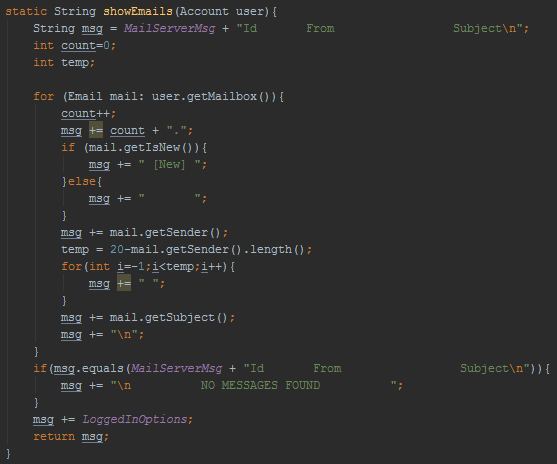 static String showEmails(Account user){
    String msg = MailServerMsg + "Id       From                 Subject\n";
    int count=0;
    int temp;

    for (Email mail: user.getMailbox()){
        count++;
        msg += count + ".";
        if (mail.getIsNew()){
            msg += " [New] ";
        }else{
            msg += "       ";
        }
        msg += mail.getSender();
        temp = 20-mail.getSender().length();
        for(int i=-1;i<temp;i++){
            msg += " ";
        }
        msg += mail.getSubject();
        msg += "\n";
    }
    if(msg.equals(MailServerMsg + "Id       From                 Subject\n")){
        msg += "\n          NO MESSAGES FOUND          ";
    }
    msg += LoggedInOptions;
    return msg;
}